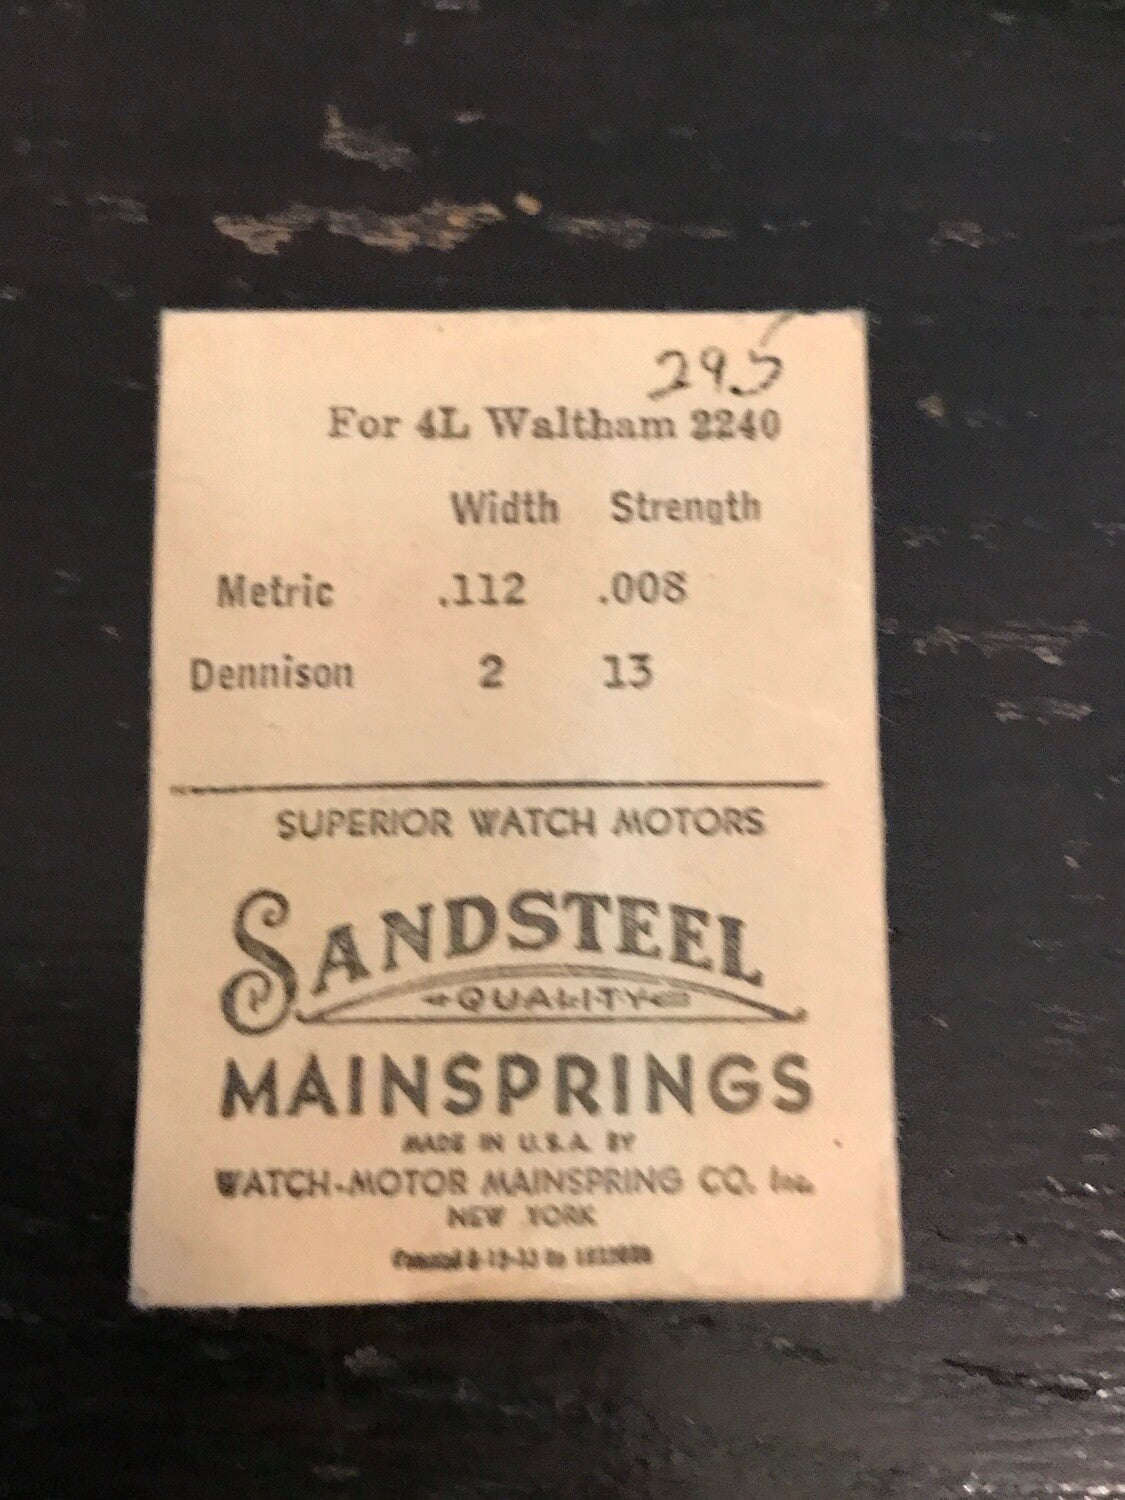 295
For 4L Waltham 2240
Width Strength
Metric .112 .008
Dennison 2 13
SUPERIOR WATCH MOTORS
SANDSTEEL
QUALITY
MAINSPRINGS
MADE IN U.S.A. BY
WATCH-MOTOR MAINSPRING CO. Inc.
NEW YORK